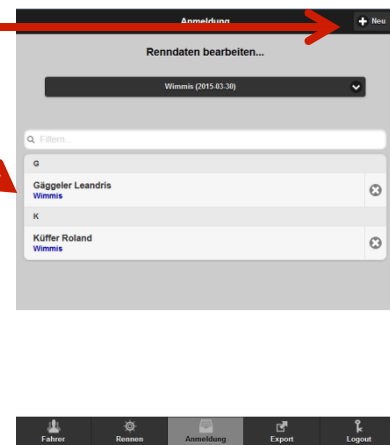 Anmeldung
Neu
Renndaten bearbeiten...
Wimmis (2015-03-30)
Filtern...
G
Gäggeler Leandris
Wimmis
K
Küffer Roland
Wimmis
Fahrer Rennen Anmeldung Export Logout